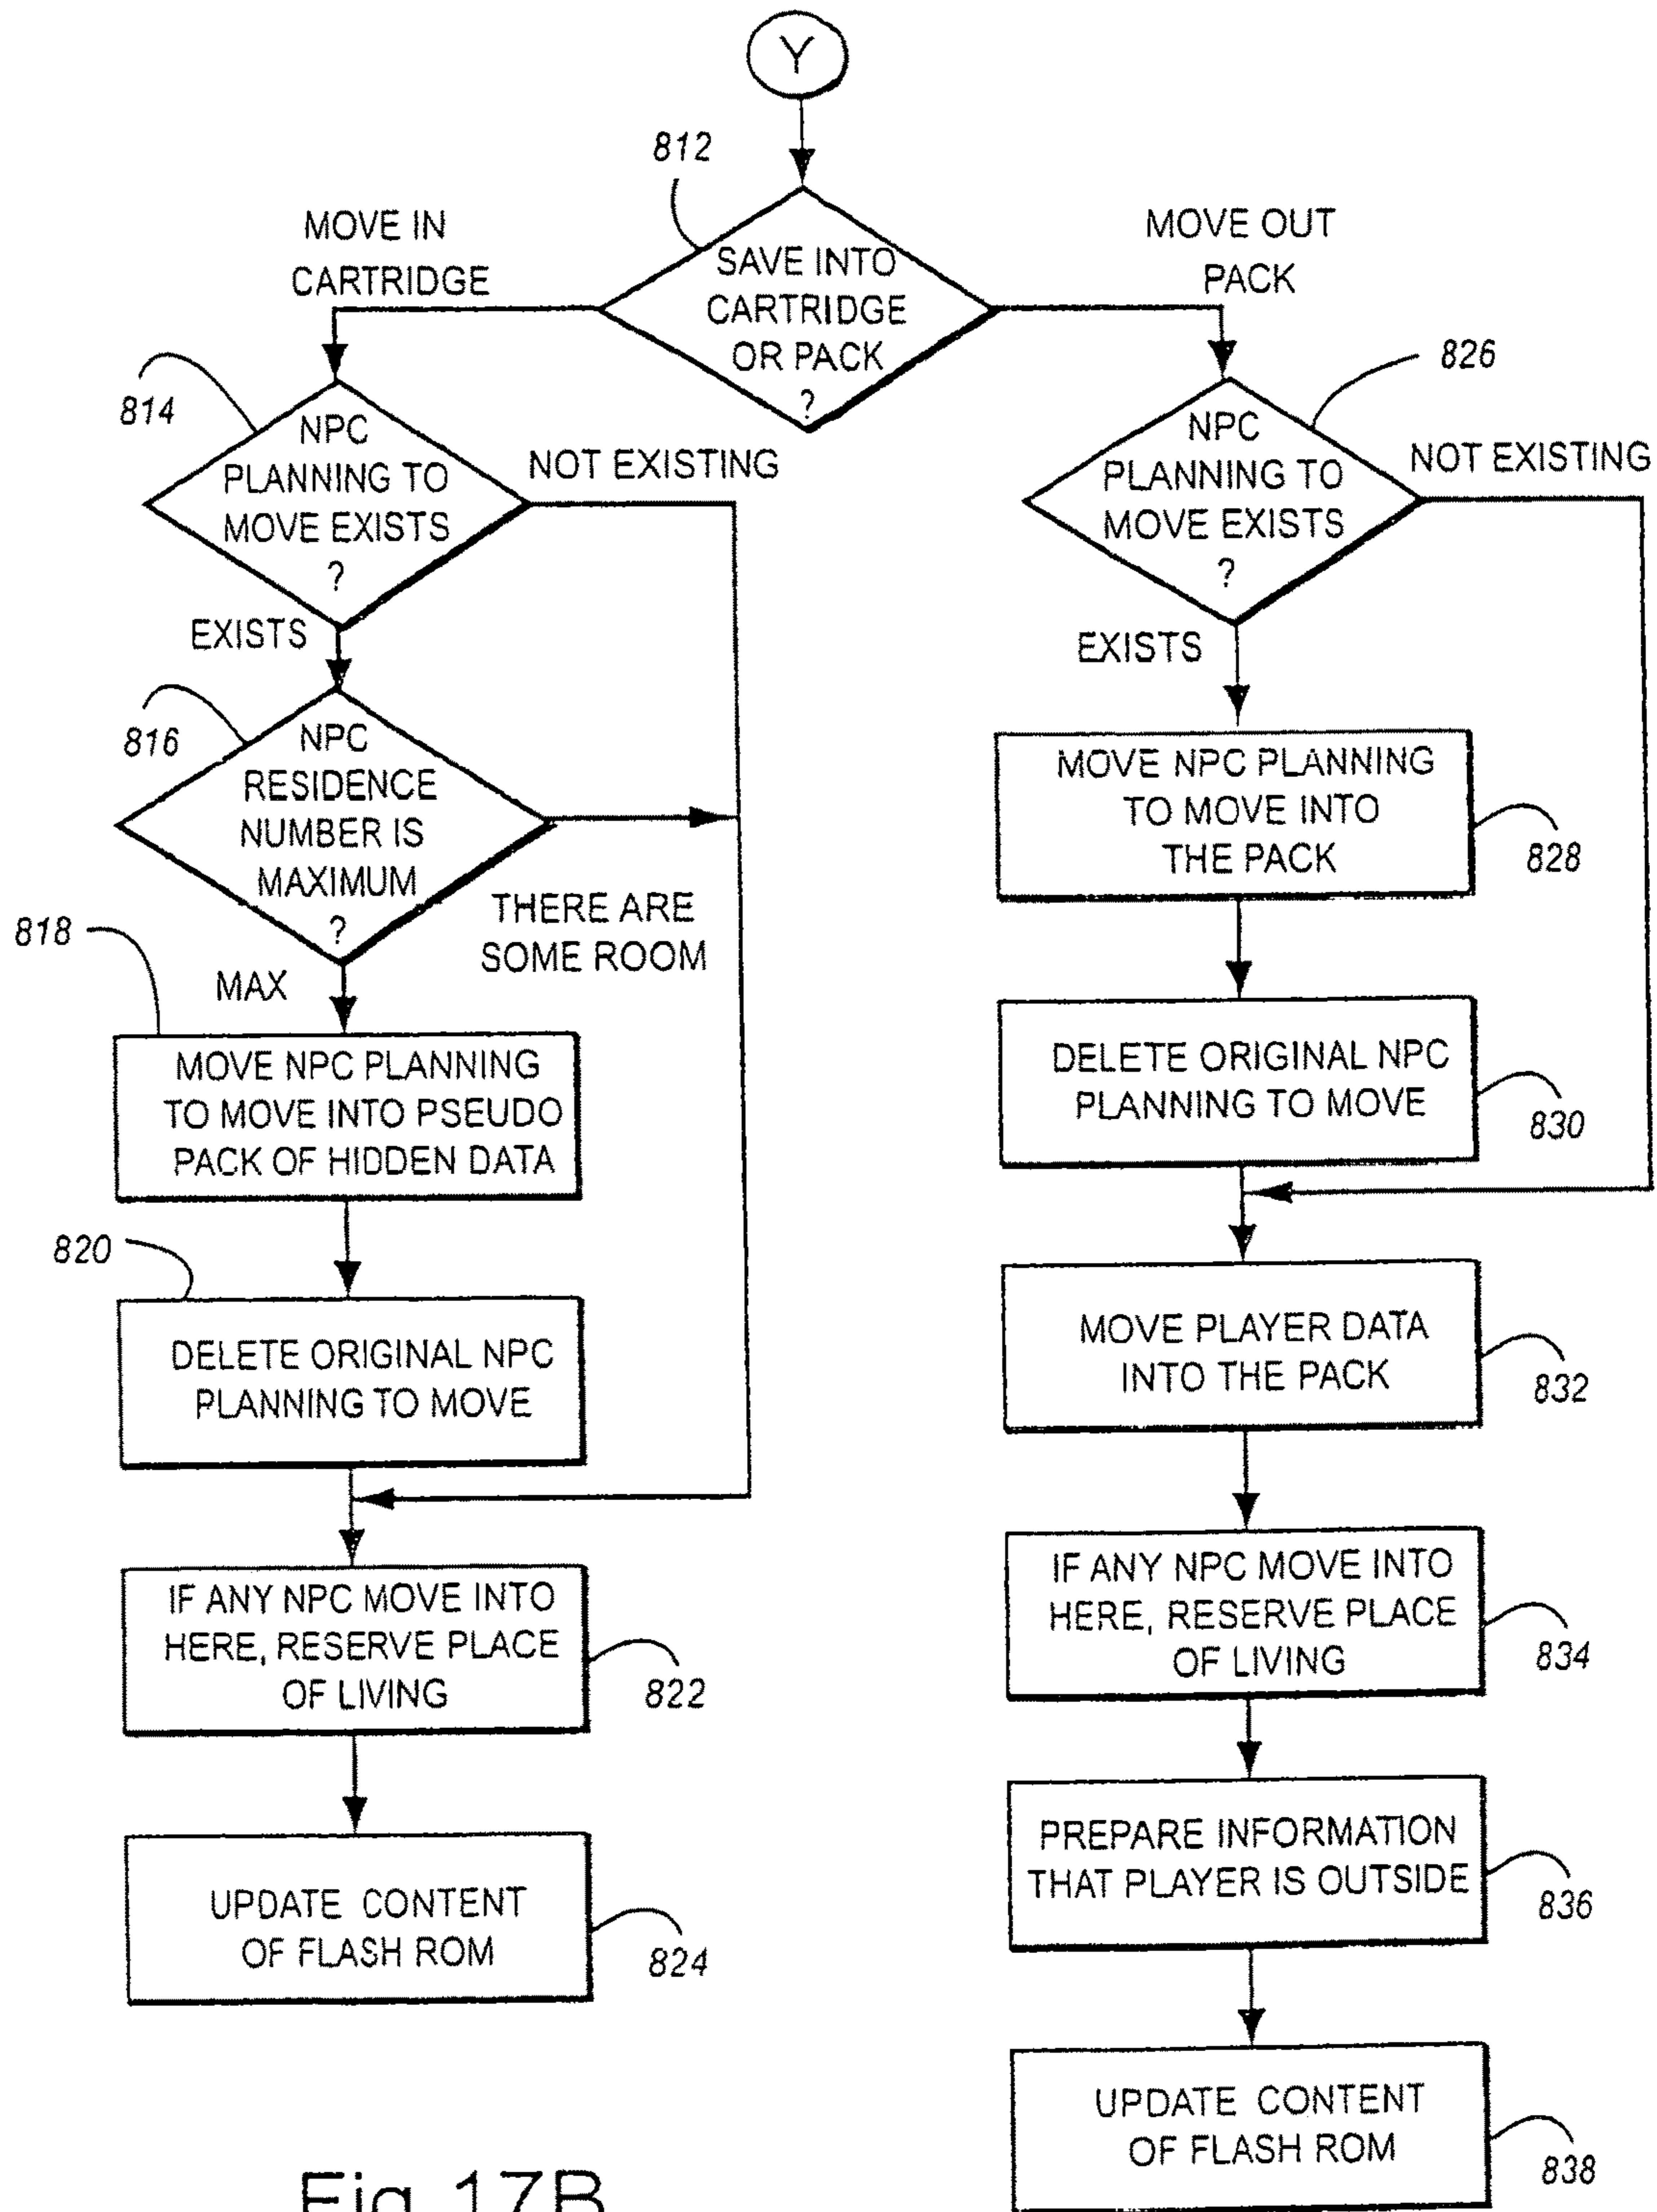 Y
812
MOVE IN
CARTRIDGE
SAVE INTO
CARTRIDGE
OR PACK
?
MOVE OUT
PACK
814
NPC
PLANNING TO
MOVE EXISTS
?
NOT EXISTING
EXISTS
816
NPC
RESIDENCE
NUMBER IS
MAXIMUM
?
THERE ARE
SOME ROOM
MAX
818
MOVE NPC PLANNING
TO MOVE INTO PSEUDO
PACK OF HIDDEN DATA
820
DELETE ORIGINAL NPC
PLANNING TO MOVE
IF ANY NPC MOVE INTO
HERE, RESERVE PLACE
OF LIVING
822
UPDATE CONTENT
OF FLASH ROM
824
826
NPC
PLANNING TO
MOVE EXISTS
?
NOT EXISTING
EXISTS
MOVE NPC PLANNING
TO MOVE INTO
THE PACK
828
DELETE ORIGINAL NPC
PLANNING TO MOVE
830
MOVE PLAYER DATA
INTO THE PACK
832
IF ANY NPC MOVE INTO
HERE, RESERVE PLACE
OF LIVING
834
PREPARE INFORMATION
THAT PLAYER IS OUTSIDE
836
UPDATE CONTENT
OF FLASH ROM
838
Fig. 17B